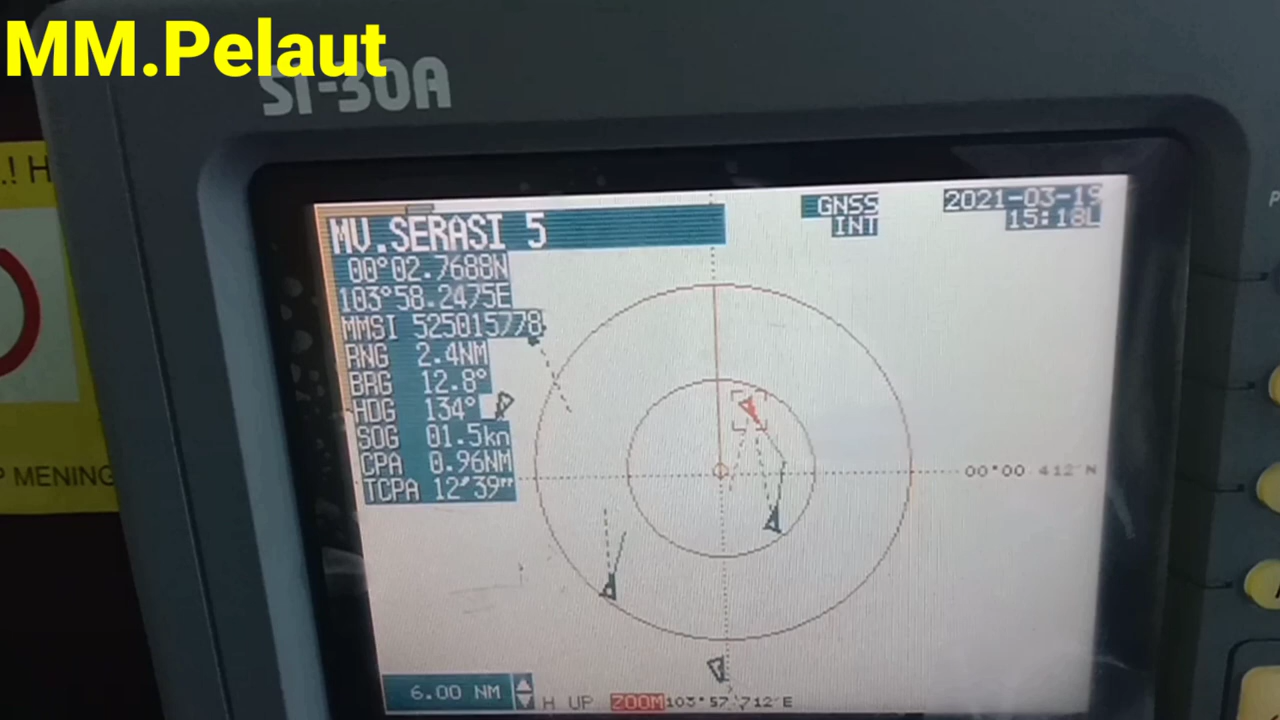 MM.Pelaut
SI-30A
.! H
P MENING
MV.SERASI 5
00°02.7688N
103°58.2475E
MMSI 525015778
RNG 2.4NM
BRG 12.8°
HDG 134°
SOG 01.5kn
CPA 0.96NM
TCPA 12'39"
GNSS
INT
2021-03-19
15:18L
00°00 412'N
6.00 NM
H UP ZOOM 103°57'712'E